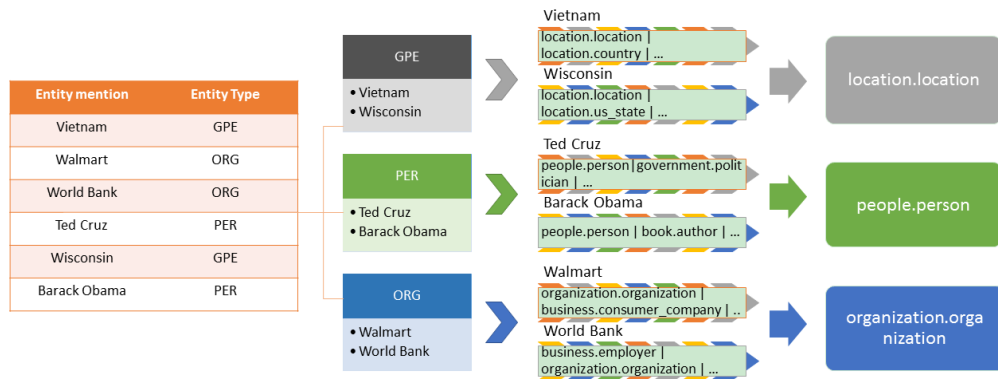 Entity mention Entity Type
Vietnam GPE
Walmart ORG
World Bank ORG
Ted Cruz PER
Wisconsin GPE
Barack Obama PER
GPE
• Vietnam
• Wisconsin
PER
• Ted Cruz
• Barack Obama
ORG
• Walmart
• World Bank
Vietnam
location.location |
location.country | ...
Wisconsin
location.location |
location.us_state | ...
Ted Cruz
people.person|government.polit
ician | ...
Barack Obama
people.person | book.author | ...
Walmart
organization.organization |
business.consumer_company | ..
World Bank
business.employer |
organization.organization | ...
location.location
people.person
organization.orga
nization